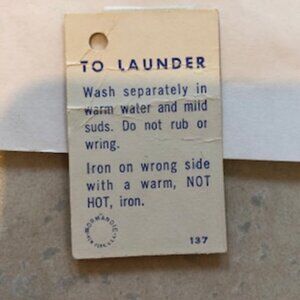 TO LAUNDER
Wash separately in
warm water and mild
suds. Do not rub or
wring.
Iron on wrong side
with a warm, NOT
HOT, iron.
NORMANDIE
137